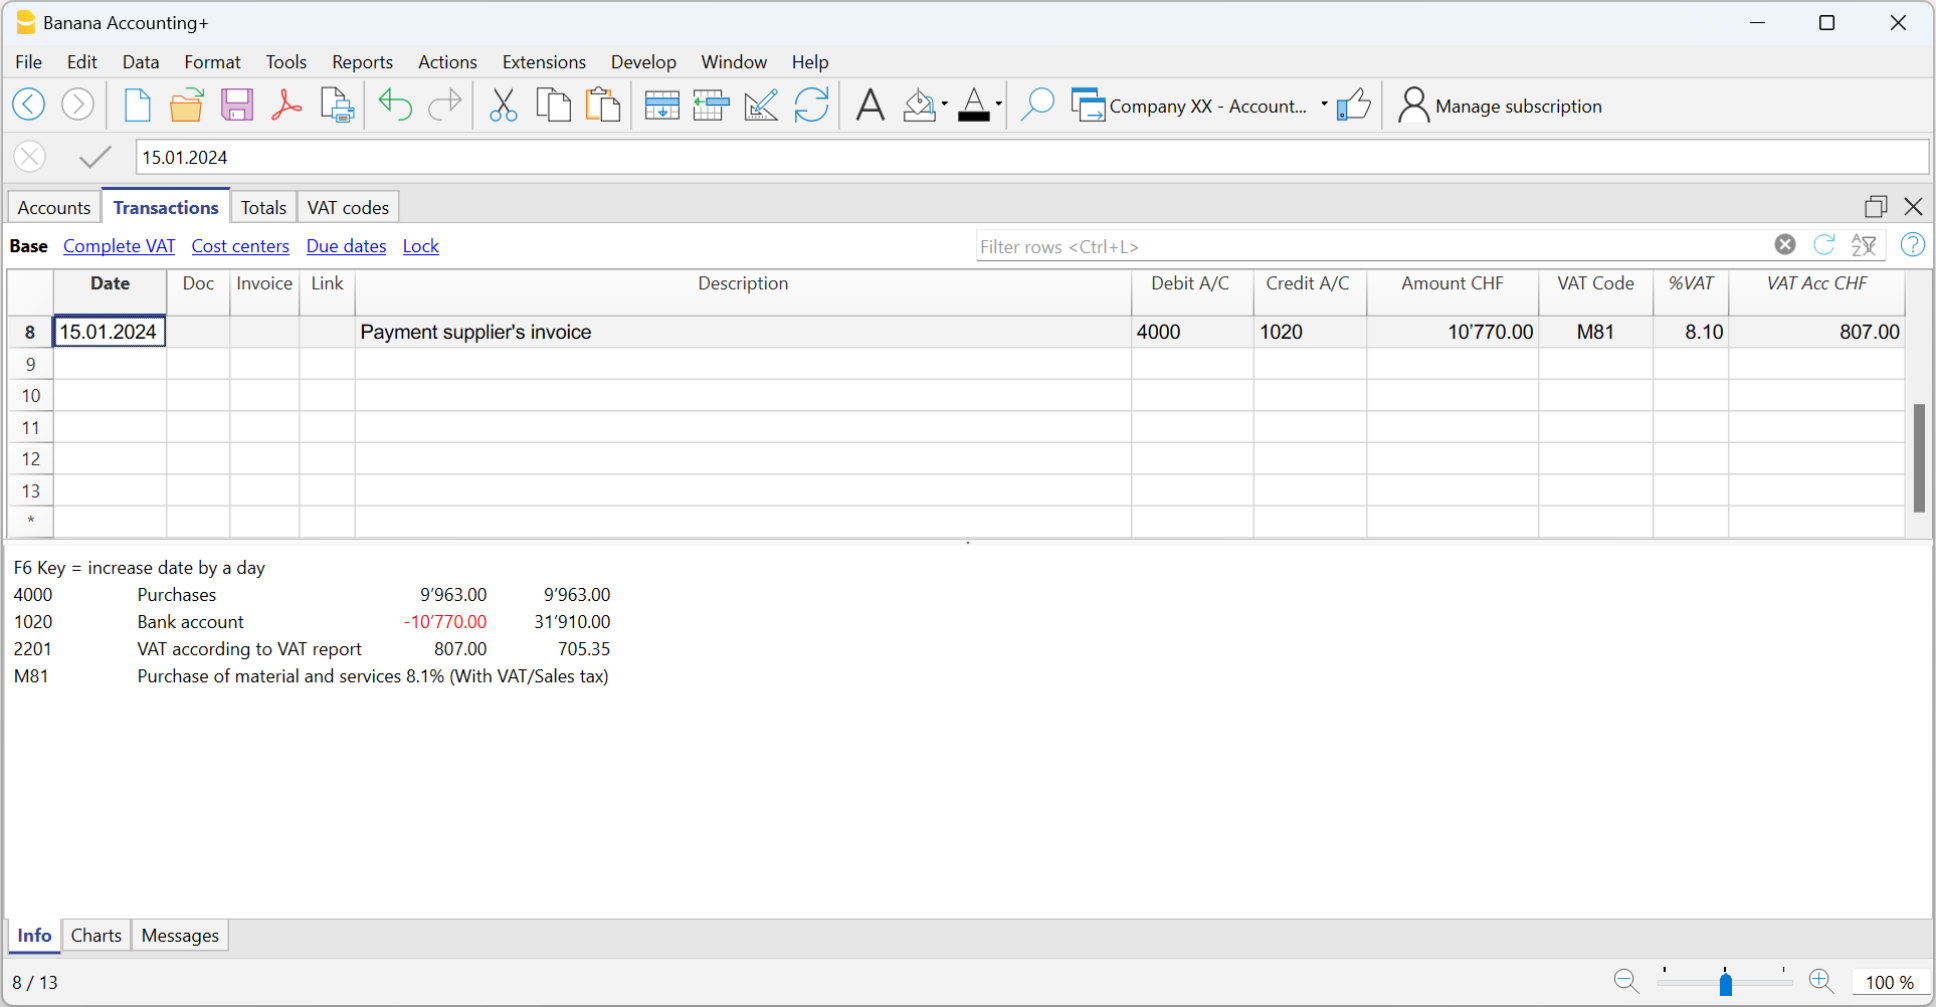 Banana Accounting+
File Edit Data Format Tools Reports Actions Extensions Develop Window Help
Company XX - Account... Manage subscription
15.01.2024
Accounts Transactions Totals VAT codes
Base Complete VAT Cost centers Due dates Lock Filter rows <Ctrl+L>
Date Doc Invoice Link Description Debit A/C Credit A/C Amount CHF VAT Code %VAT VAT Acc CHF
8 15.01.2024 Payment supplier's invoice 4000 1020 10'770.00 M81 8.10 807.00
9
10
11
12
13
*
F6 Key = increase date by a day
4000 Purchases 9’963.00 9’963.00
1020 Bank account -10’770.00 31’910.00
2201 VAT according to VAT report 807.00 705.35
M81 Purchase of material and services 8.1% (With VAT/Sales tax)
Info Charts Messages
8 / 13 100 %